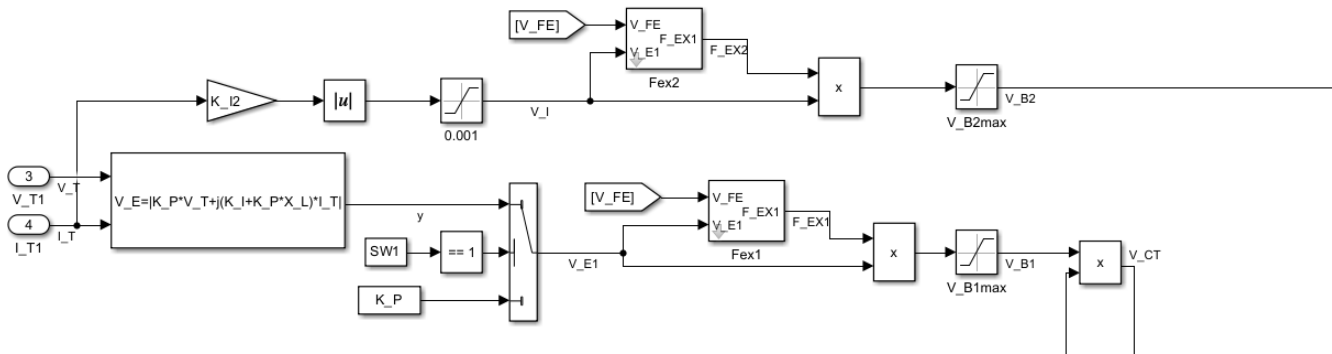 [V_FE]
V_FE
F_EX1
V_E1
F_EX2
Fex2
K_I2
|u|
V_I
0.001
x
V_B2
V_B2max
3
V_T
V_T1
V_E=|K_P*V_T+j(K_I+K_P*X_L)*I_T|
4
I_T
I_T1
y
SW1
== 1
K_P
V_E1
[V_FE]
V_FE
F_EX1
V_E1
F_EX1
Fex1
x
V_B1
V_B1max
x
V_CT